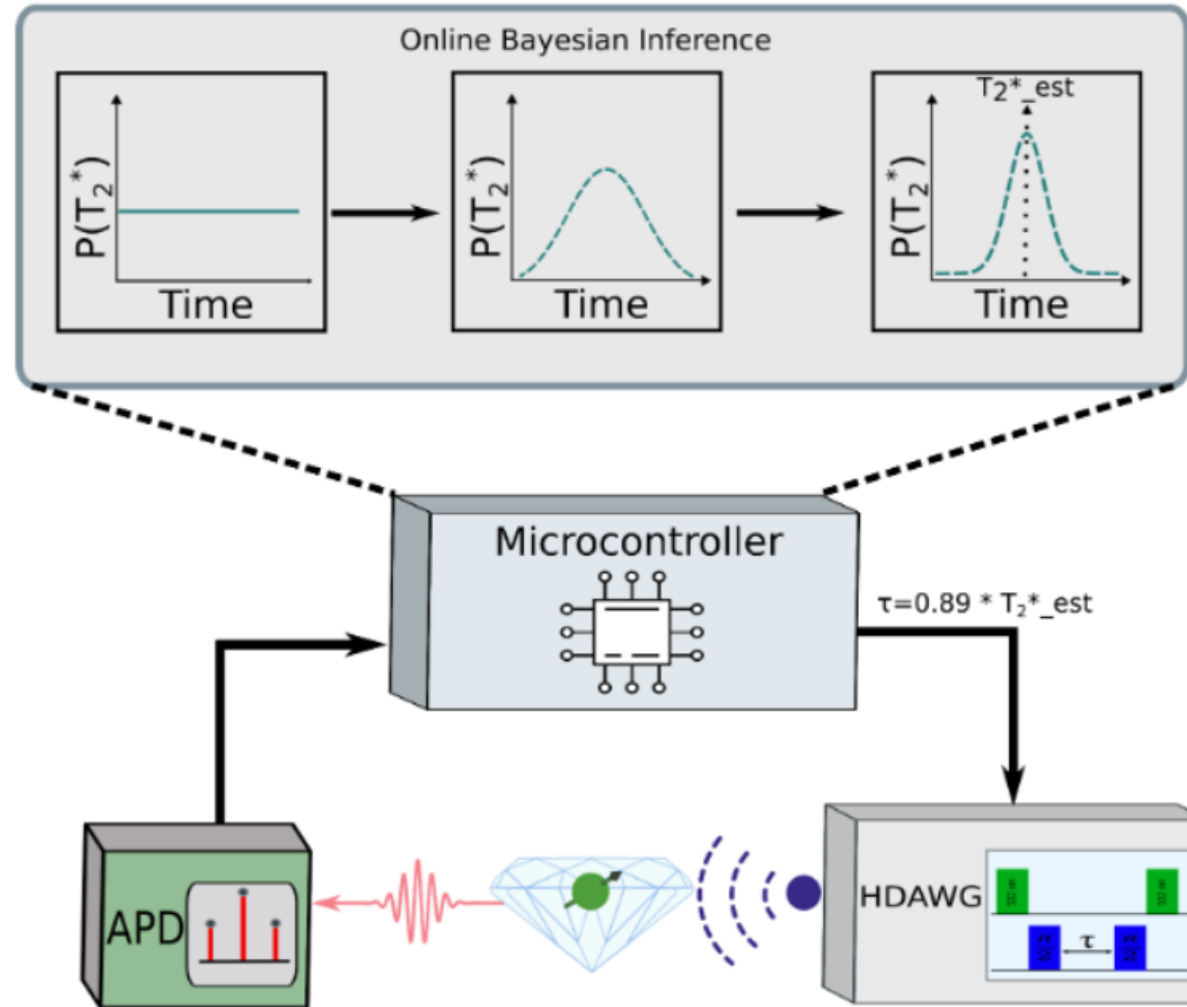 Online Bayesian Inference
T₂*_est
P(T₂*)
P(T₂*)
P(T₂*)
Time
Time
Time
Microcontroller
τ=0.89 * T₂*_est
APD
HDAWG
τ